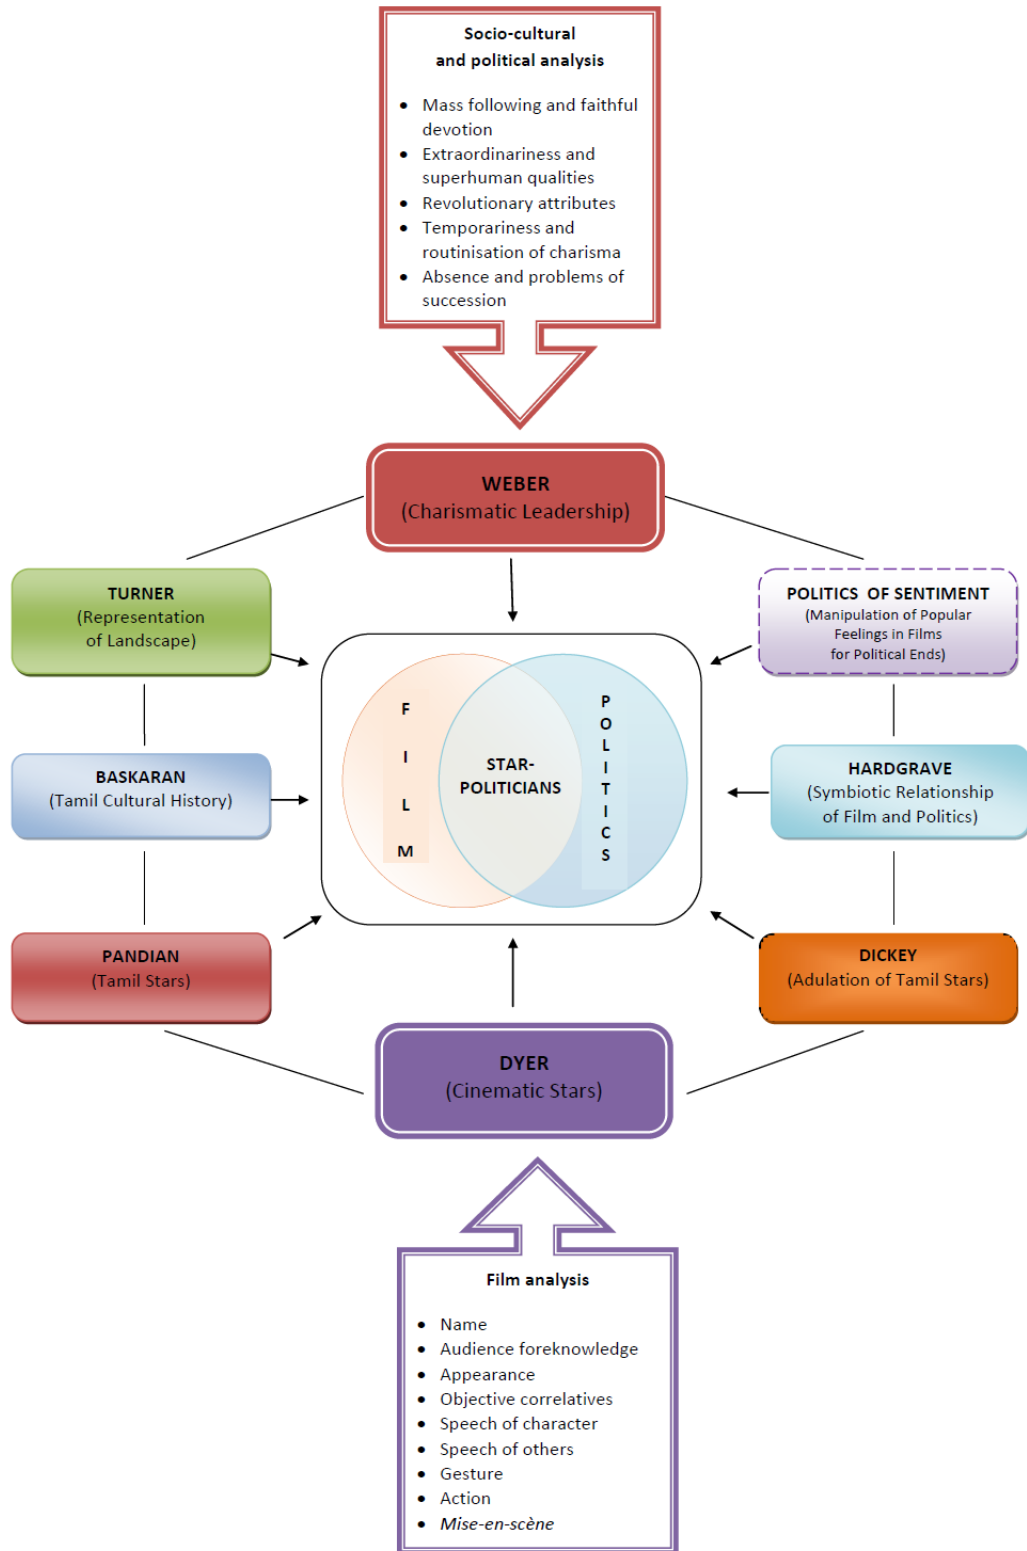 Socio-cultural
and political analysis
• Mass following and faithful
devotion
• Extraordinariness and
superhuman qualities
• Revolutionary attributes
• Temporariness and
routinisation of charisma
• Absence and problems of
succession
WEBER
(Charismatic Leadership)
TURNER
(Representation
of Landscape)
POLITICS OF SENTIMENT
(Manipulation of Popular
Feelings in Films
for Political Ends)
BASKARAN
(Tamil Cultural History)
FILM
STAR-
POLITICIANS
POLITICS
HARDGRAVE
(Symbiotic Relationship
of Film and Politics)
PANDIAN
(Tamil Stars)
DICKEY
(Adulation of Tamil Stars)
DYER
(Cinematic Stars)
Film analysis
• Name
• Audience foreknowledge
• Appearance
• Objective correlatives
• Speech of character
• Speech of others
• Gesture
• Action
• Mise-en-scène